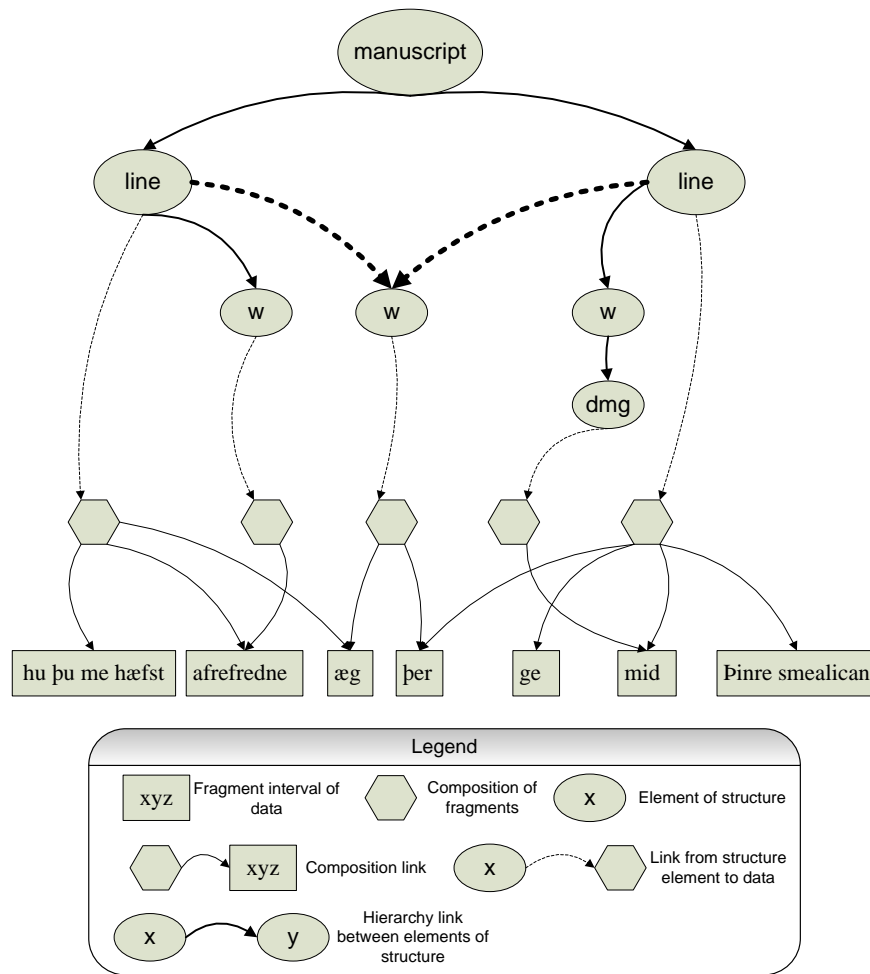 manuscript
line
line
w
w
w
dmg
hu þu me hæfst
afrefredne
æg
þer
ge
mid
Þinre smealican
Legend
xyz
Fragment interval of
data
Composition of
fragments
x
Element of structure
xyz
Composition link
x
Link from structure
element to data
x
y
Hierarchy link
between elements of
structure